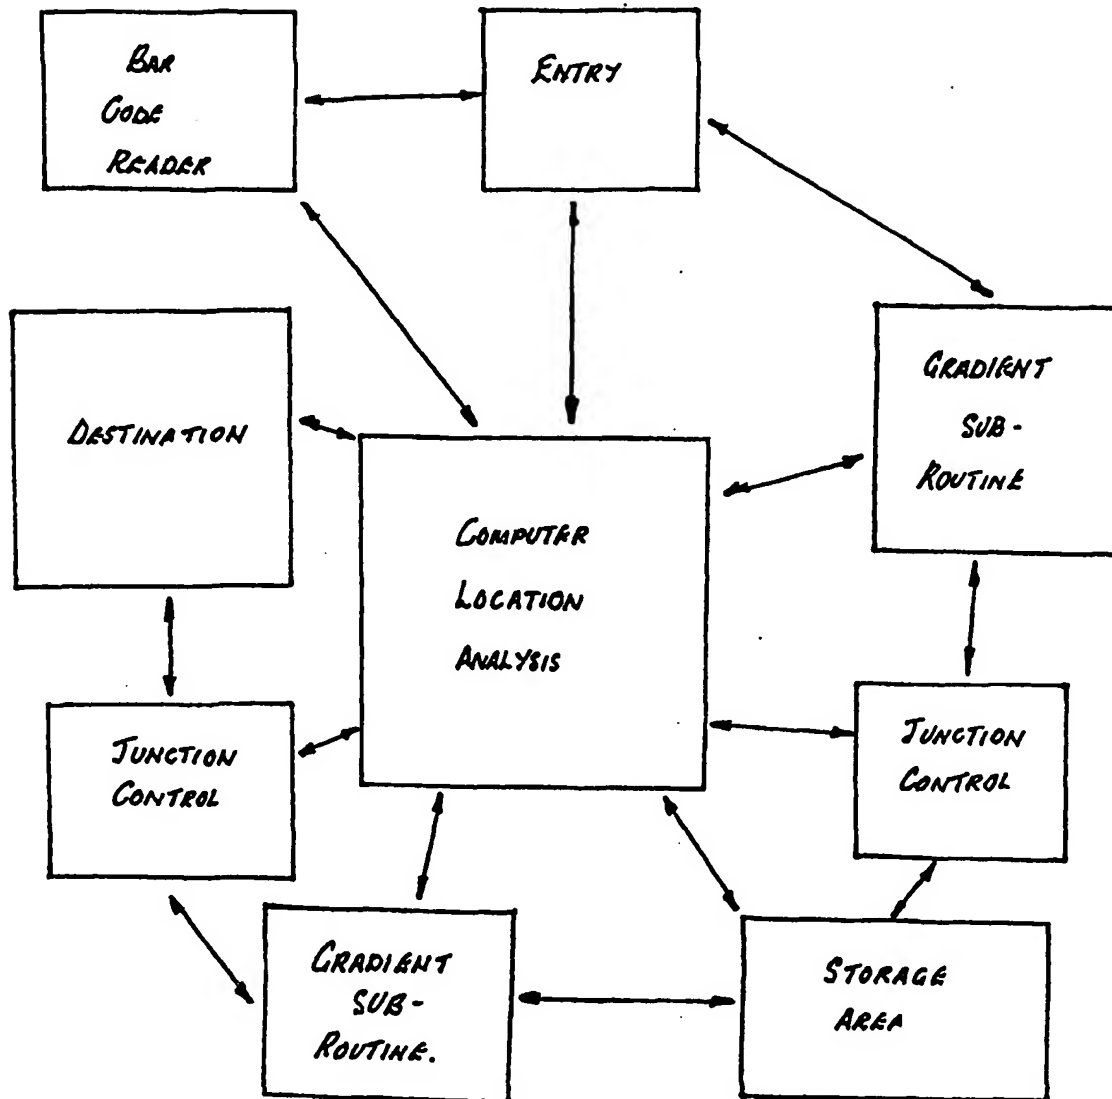 BAR
CODE
READER
ENTRY
DESTINATION
GRADIENT
SUB-
ROUTINE
COMPUTER
LOCATION
ANALYSIS
JUNCTION
CONTROL
JUNCTION
CONTROL
GRADIENT
SUB-
ROUTINE.
STORAGE
AREA